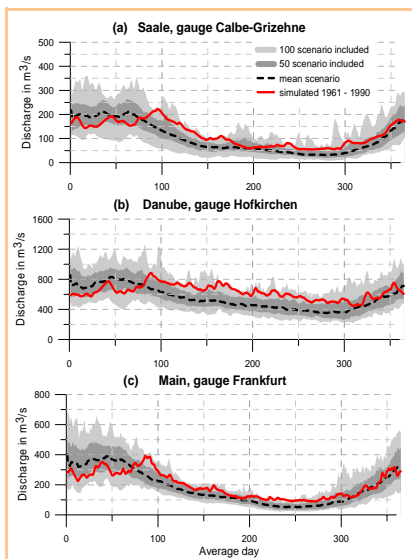 (a) Saale, gauge Calbe-Grizehne
500
400
300
200
100
0
Discharge in m³/s
100 scenario included
50 scenario included
mean scenario
simulated 1961 - 1990
0 100 200 300
(b) Danube, gauge Hofkirchen
1600
1200
800
400
0
Discharge in m³/s
0 100 200 300
(c) Main, gauge Frankfurt
800
600
400
200
0
Discharge in m³/s
0 100 200 300
Average day